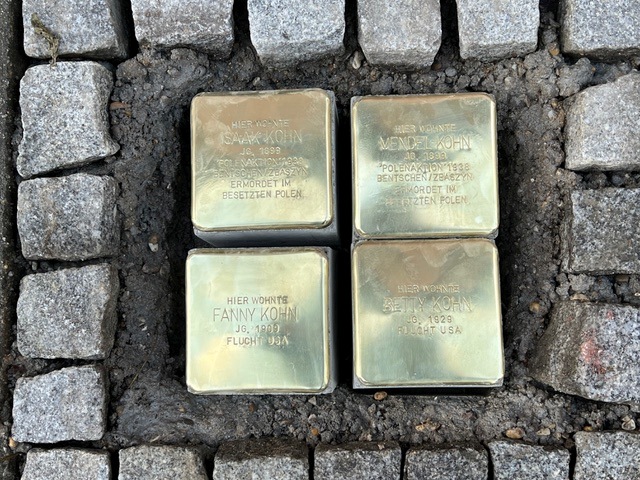 HIER WOHNTE
ISAAK KOHN
JG.
"POLENAKTION" 1938
BENTSCHEN/ZBASZYN
ERMORDET IM
BESETZTEN POLEN
HIER WOHNTE
MENDEL KOHN
JG.
"POLENAKTION" 1938
BENTSCHEN/ZBASZYN
ERMORDET IM
BESETZTEN POLEN
HIER WOHNTE
FANNY KOHN
JG.
FLUCHT USA
HIER WOHNTE
BETTY KOHN
JG. 1929
FLUCHT USA